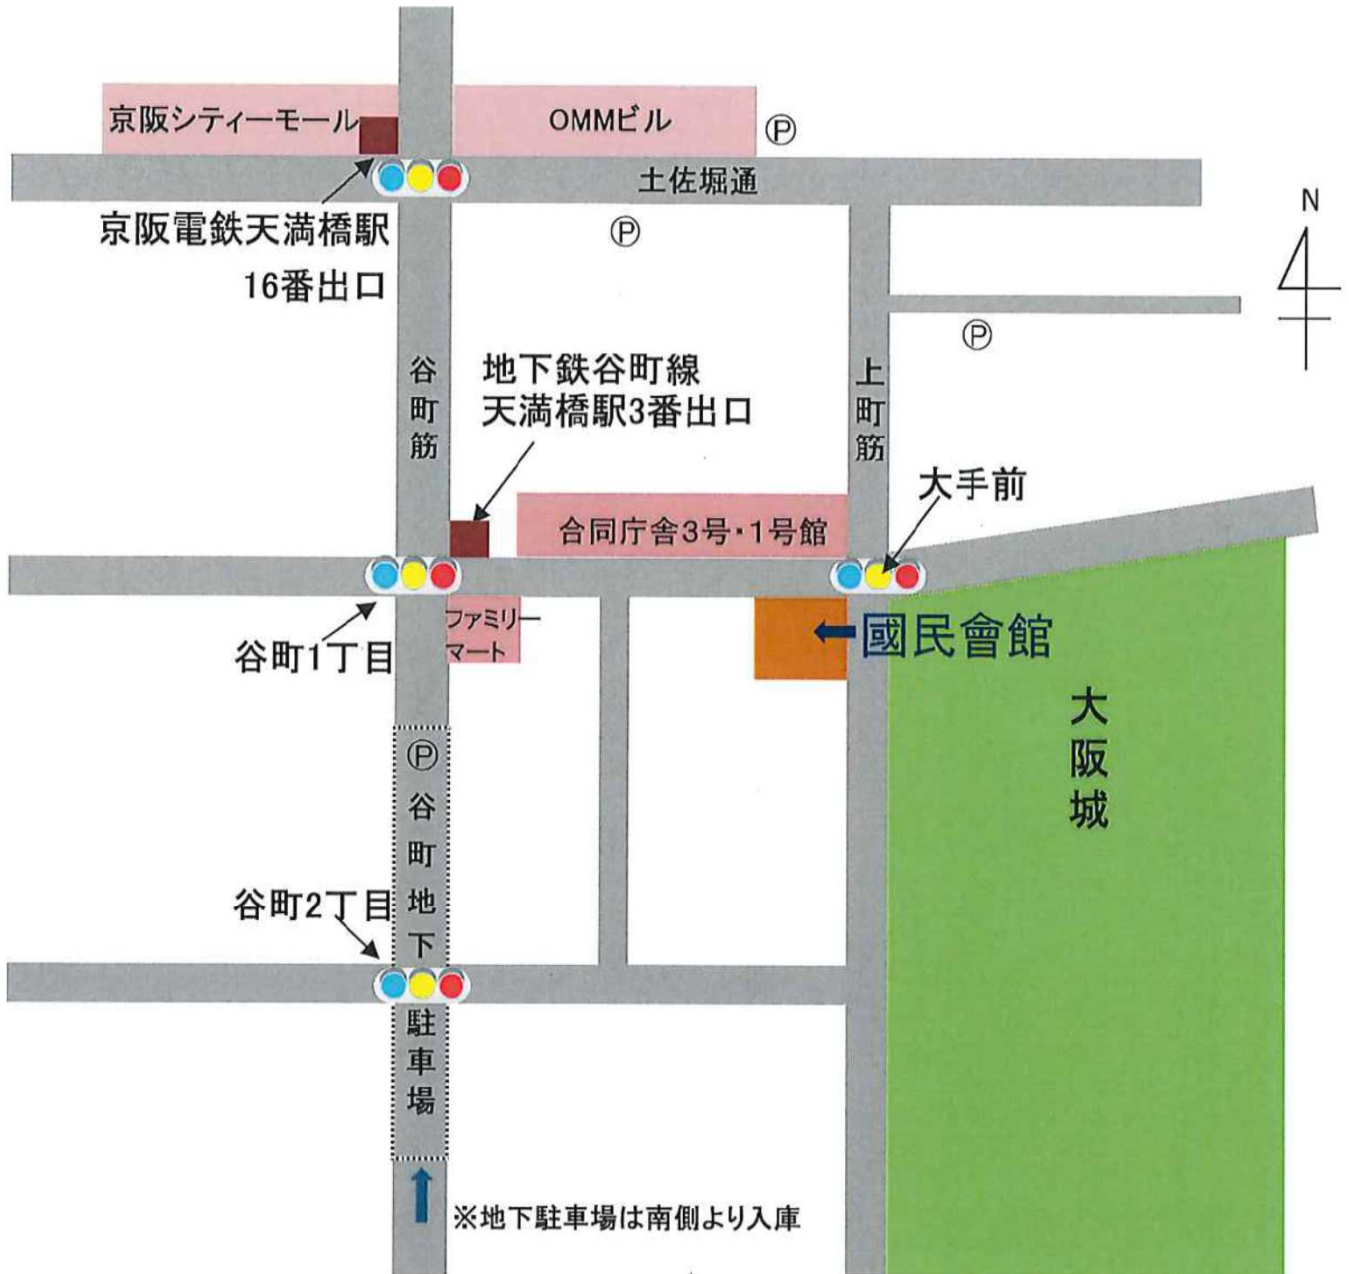 京阪シティーモール
OMMビル
Ⓟ
土佐堀通
京阪電鉄天満橋駅
16番出口
Ⓟ
N
Ⓟ
谷町筋
地下鉄谷町線
天満橋駅3番出口
上町筋
大手前
合同庁舎3号・1号館
ファミリー
マート
國民會館
谷町1丁目
大阪城
Ⓟ谷町地下駐車場
谷町2丁目
※地下駐車場は南側より入庫